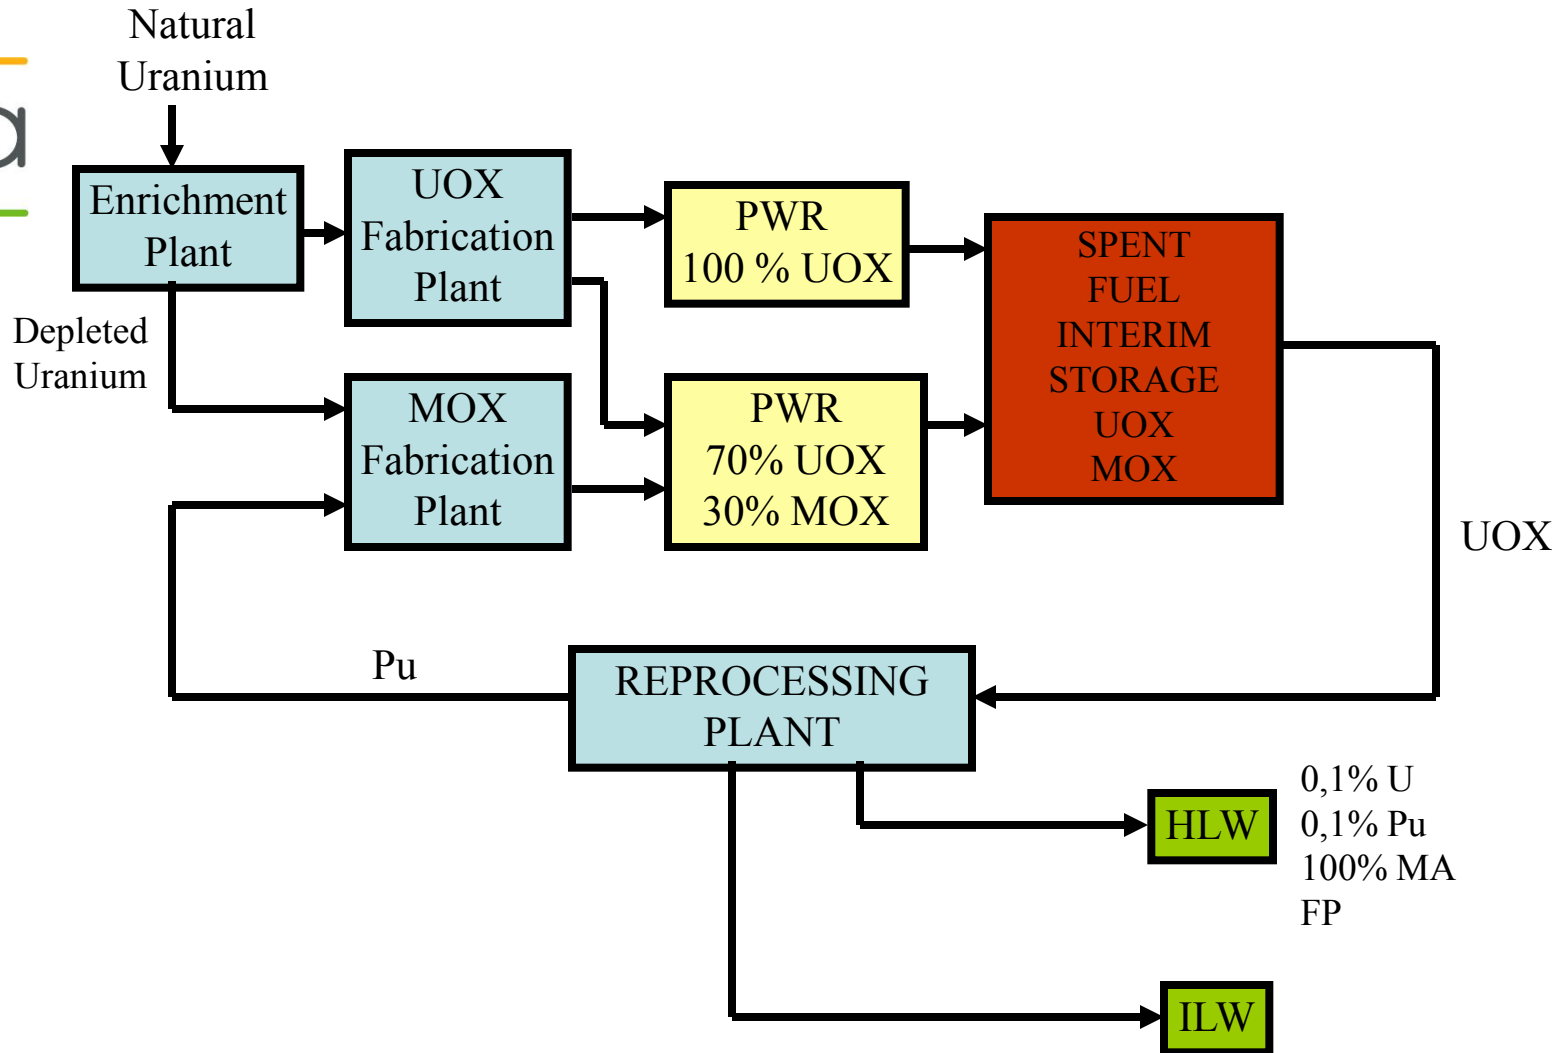 Natural
Uranium
a
Enrichment
Plant
UOX
Fabrication
Plant
PWR
100 % UOX
SPENT
FUEL
INTERIM
STORAGE
UOX
MOX
Depleted
Uranium
MOX
Fabrication
Plant
PWR
70% UOX
30% MOX
UOX
Pu
REPROCESSING
PLANT
HLW
0,1% U
0,1% Pu
100% MA
FP
ILW